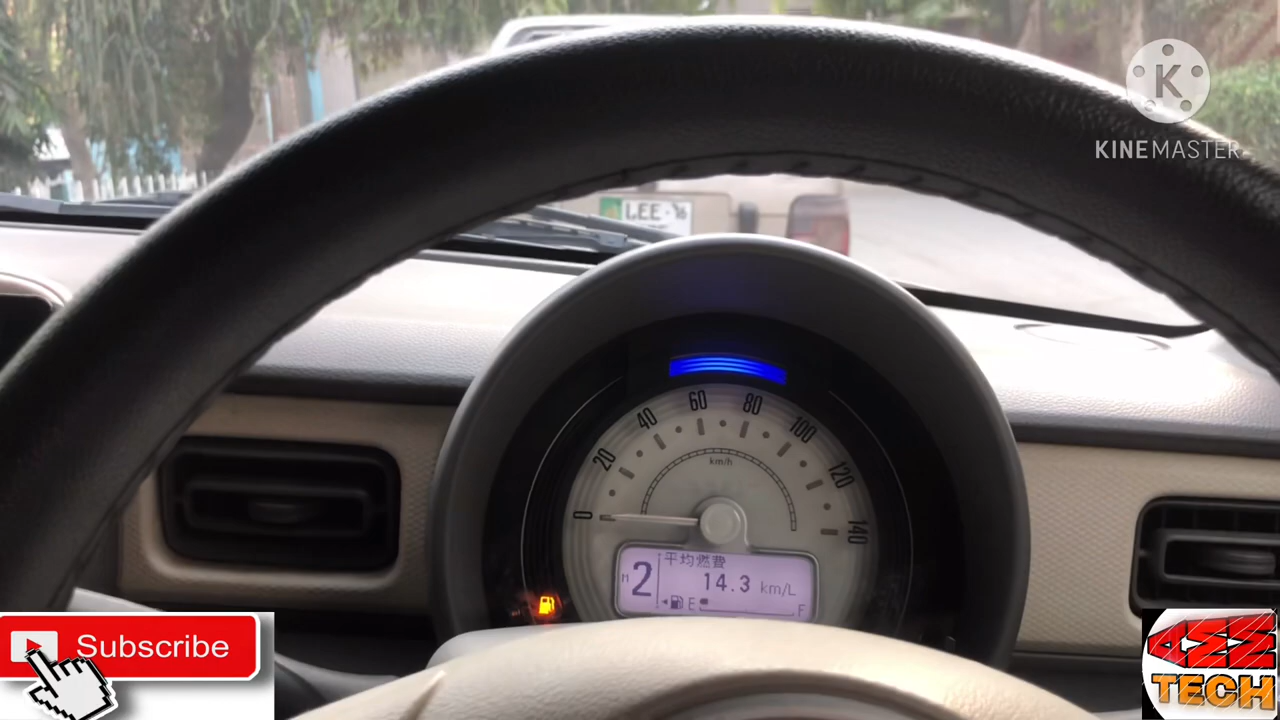 K
KINEMASTER
LEE-16
0
20
40
60
80
100
120
140
km/h
平均燃費
M 2
14.3 km/L
E
F
Subscribe
422
TECH